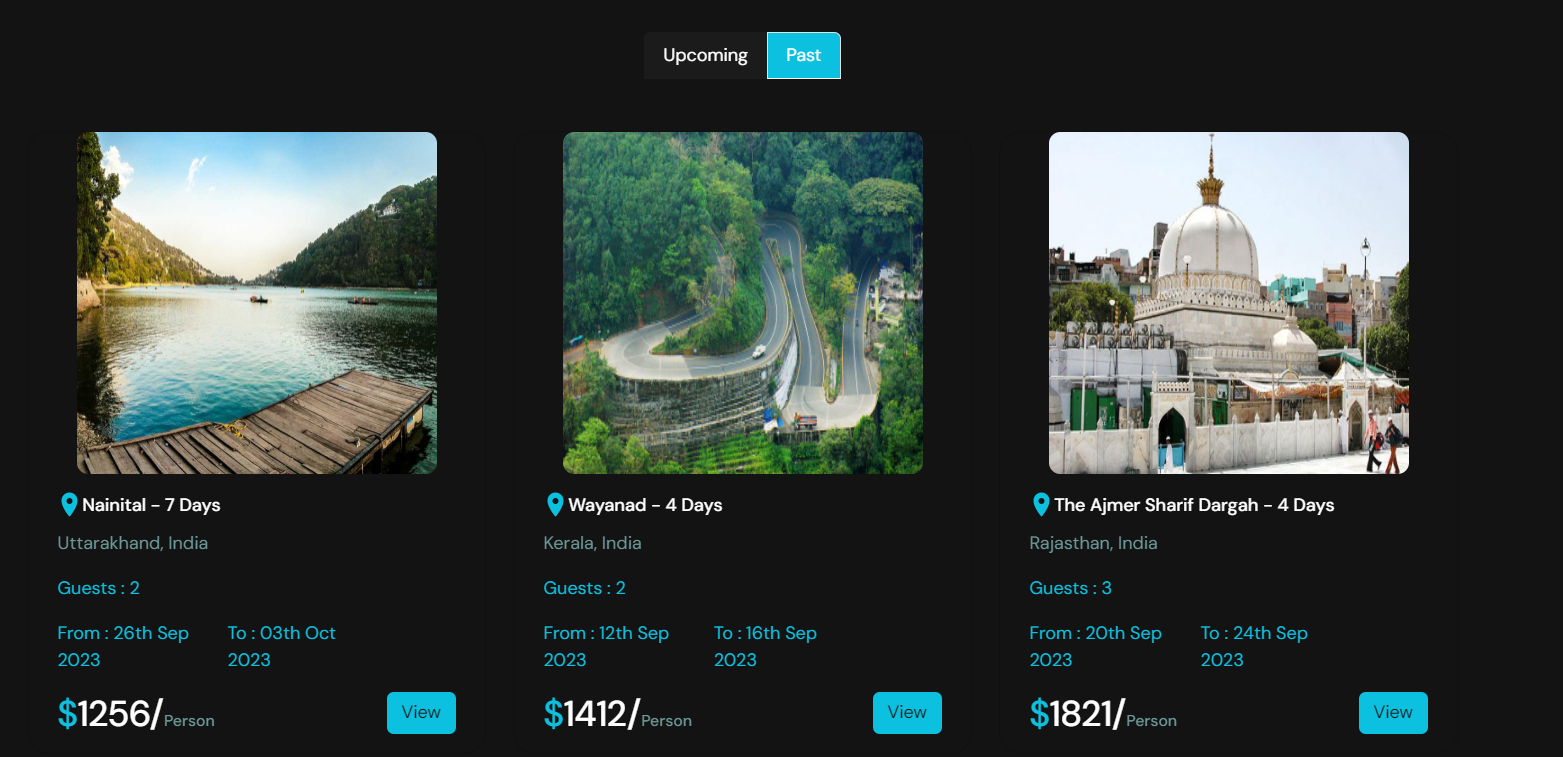 Upcoming Past
Nainital - 7 Days
Uttarakhand, India
Guests : 2
From : 26th Sep 2023
To : 03th Oct 2023
$1256/Person
View
Wayanad - 4 Days
Kerala, India
Guests : 2
From : 12th Sep 2023
To : 16th Sep 2023
$1412/Person
View
The Ajmer Sharif Dargah - 4 Days
Rajasthan, India
Guests : 3
From : 20th Sep 2023
To : 24th Sep 2023
$1821/Person
View